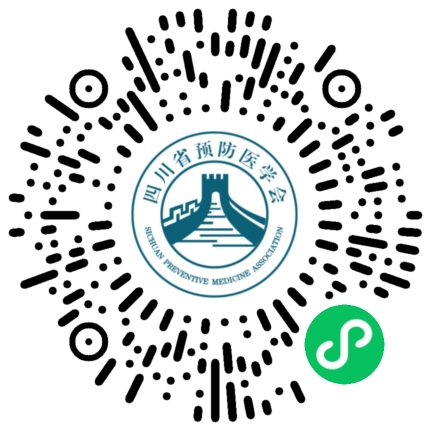 四川省预防医学会
SICHUAN PREVENTIVE MEDICINE ASSOCIATION